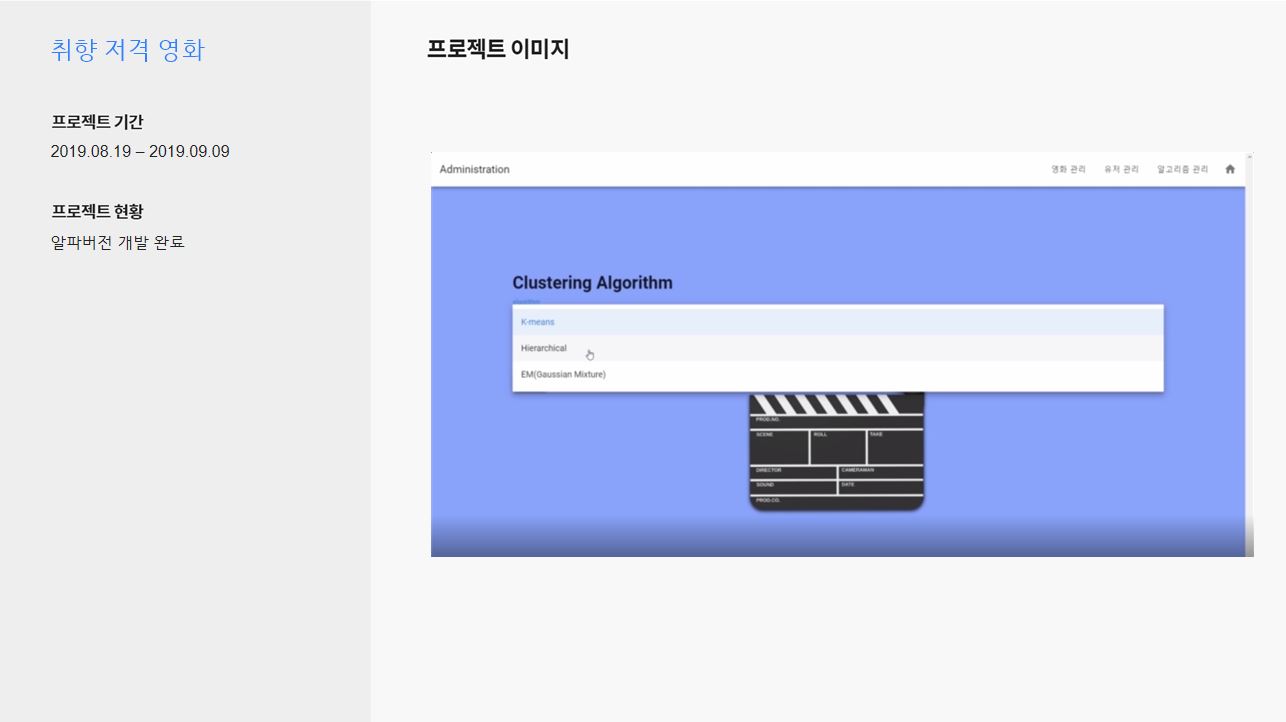 취향 저격 영화
프로젝트 기간
2019.08.19 – 2019.09.09
프로젝트 현황
알파버전 개발 완료
프로젝트 이미지
Administration
영화 관리
유저 관리
알고리즘 관리
Clustering Algorithm
algorithm
K-means
Hierarchical
EM(Gaussian Mixture)
PROD.NO.
SCENE
ROLL
TAKE
DIRECTOR
CAMERAMAN
SOUND
DATE
PROD.CO.